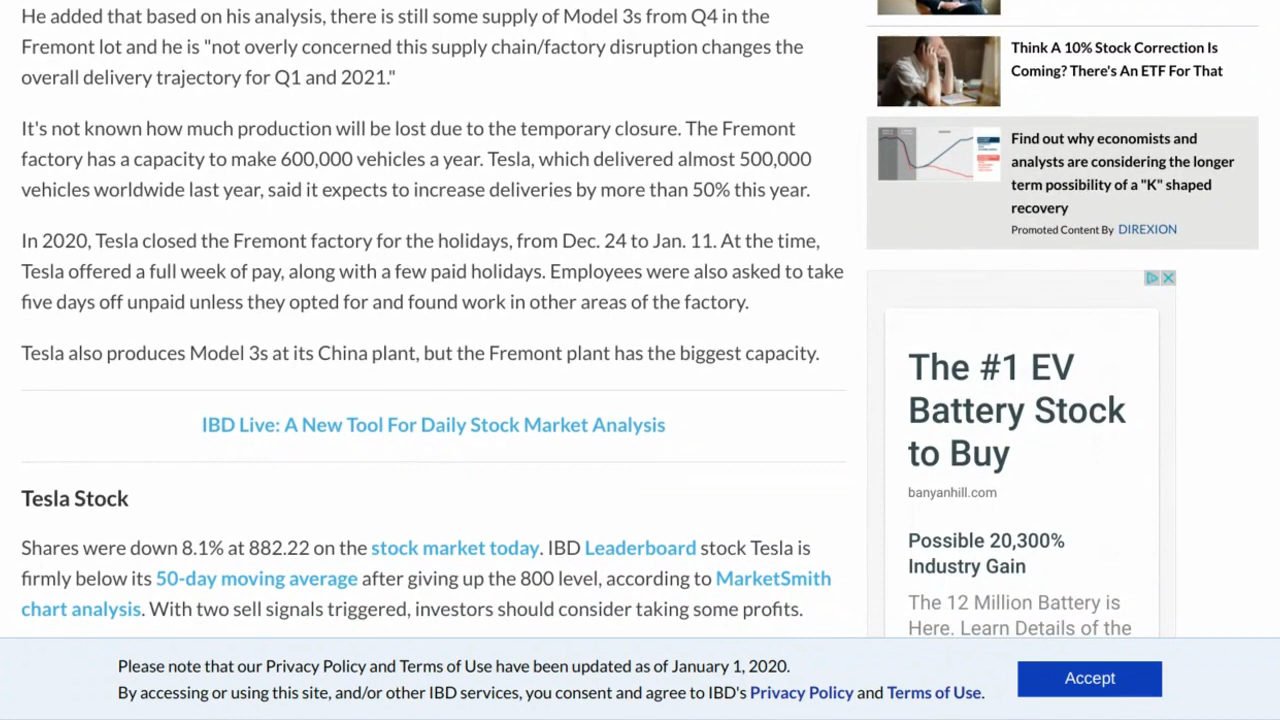 He added that based on his analysis, there is still some supply of Model 3s from Q4 in the
Fremont lot and he is "not overly concerned this supply chain/factory disruption changes the
overall delivery trajectory for Q1 and 2021."
It's not known how much production will be lost due to the temporary closure. The Fremont
factory has a capacity to make 600,000 vehicles a year. Tesla, which delivered almost 500,000
vehicles worldwide last year, said it expects to increase deliveries by more than 50% this year.
In 2020, Tesla closed the Fremont factory for the holidays, from Dec. 24 to Jan. 11. At the time,
Tesla offered a full week of pay, along with a few paid holidays. Employees were also asked to take
five days off unpaid unless they opted for and found work in other areas of the factory.
Tesla also produces Model 3s at its China plant, but the Fremont plant has the biggest capacity.
IBD Live: A New Tool For Daily Stock Market Analysis
Tesla Stock
Shares were down 8.1% at 882.22 on the stock market today. IBD Leaderboard stock Tesla is
firmly below its 50-day moving average after giving up the 800 level, according to MarketSmith
chart analysis. With two sell signals triggered, investors should consider taking some profits.
Think A 10% Stock Correction Is
Coming? There's An ETF For That
Find out why economists and
analysts are considering the longer
term possibility of a "K" shaped
recovery
Promoted Content By DIREXION
The #1 EV
Battery Stock
to Buy
banyanhill.com
Possible 20,300%
Industry Gain
The 12 Million Battery is
Here. Learn Details of the
Please note that our Privacy Policy and Terms of Use have been updated as of January 1, 2020.
By accessing or using this site, and/or other IBD services, you consent and agree to IBD's Privacy Policy and Terms of Use.
Accept